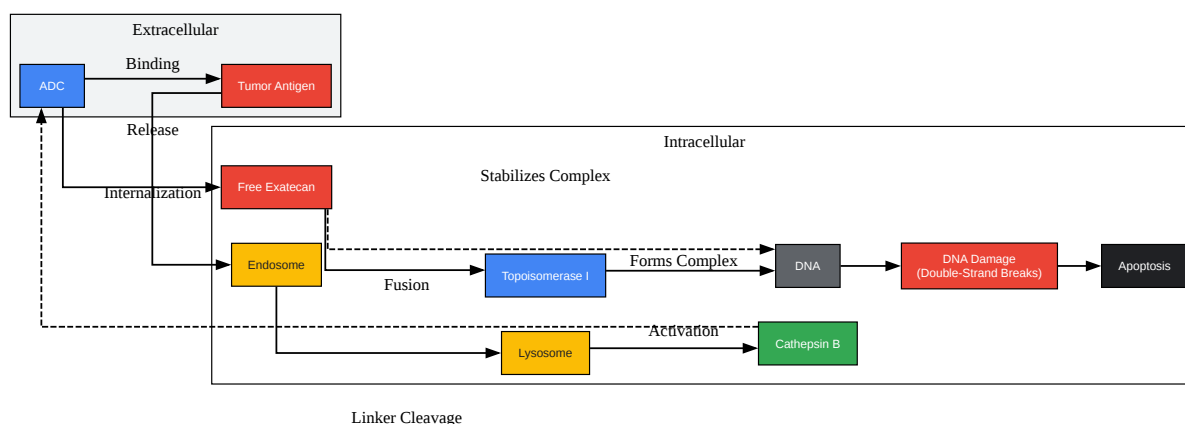 Extracellular
Binding
ADC
Tumor Antigen
Release
Intracellular
Stabilizes Complex
Free Exatecan
Internalization
Endosome
Fusion
Topoisomerase I
Forms Complex
DNA
DNA Damage
(Double-Strand Breaks)
Apoptosis
Lysosome
Activation
Cathepsin B
Linker Cleavage